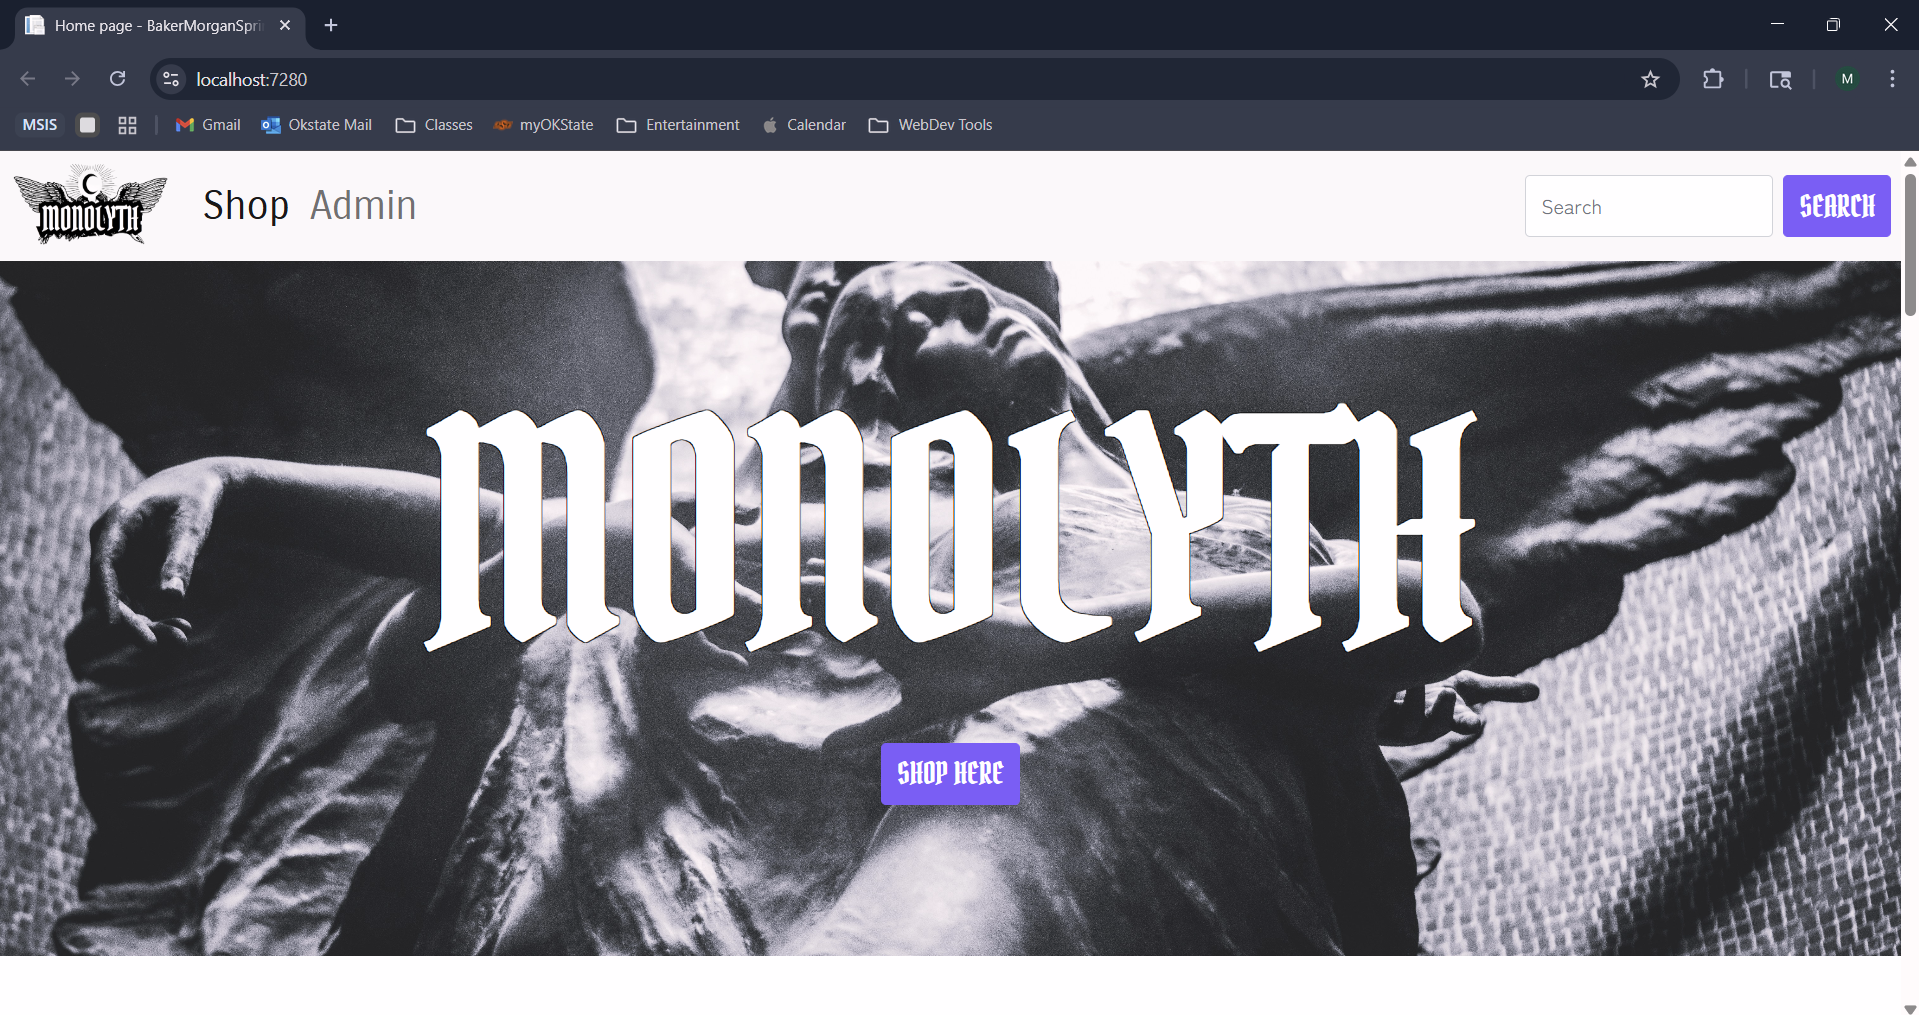 Home page - BakerMorganSpri
localhost:7280
M
MSIS
Gmail
Okstate Mail
Classes
myOKState
Entertainment
Calendar
WebDev Tools
MONOLYTH
Shop
Admin
Search
SEARCH
MONOLYTH
SHOP HERE